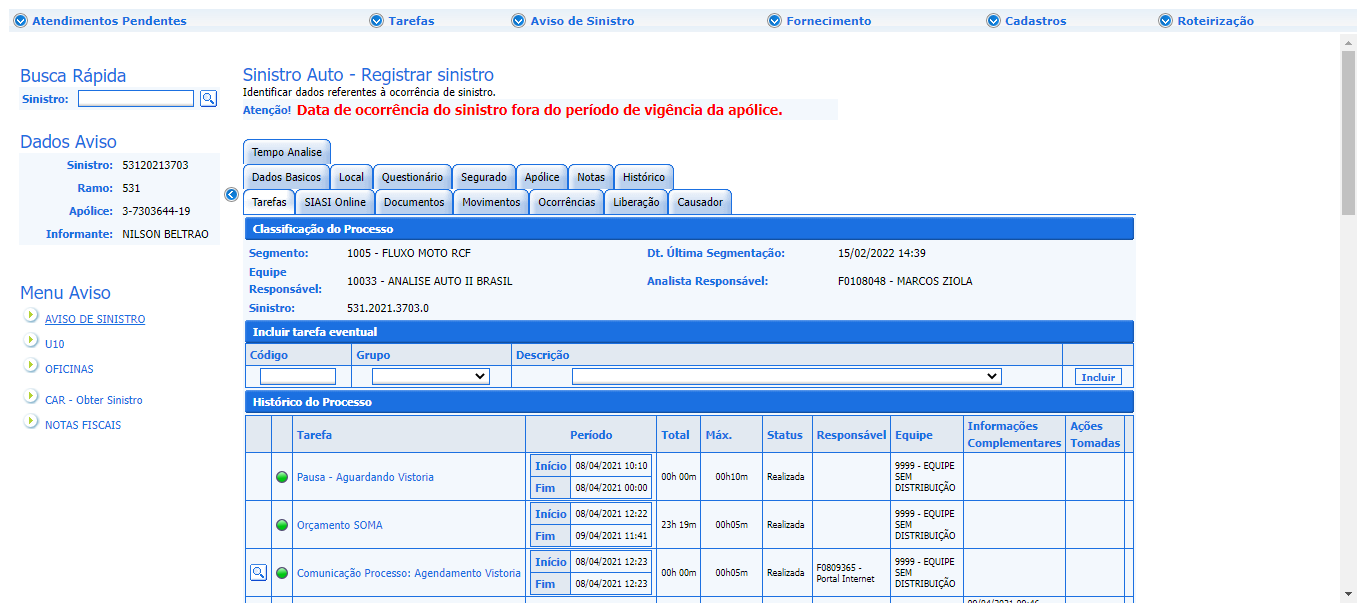 Atendimentos Pendentes Tarefas Aviso de Sinistro Fornecimento Cadastros Roteirização
Busca Rápida
Sinistro:
Dados Aviso
Sinistro: 53120213703
Ramo: 531
Apólice: 3-7303644-19
Informante: NILSON BELTRAO
Menu Aviso
AVISO DE SINISTRO
U10
OFICINAS
CAR - Obter Sinistro
NOTAS FISCAIS
Sinistro Auto - Registrar sinistro
Identificar dados referentes à ocorrência de sinistro.
Atenção! Data de ocorrência do sinistro fora do período de vigência da apólice.
Tempo Analise
Dados Basicos Local Questionário Segurado Apólice Notas Histórico
Tarefas SIASI Online Documentos Movimentos Ocorrências Liberação Causador
Classificação do Processo
Segmento: 1005 - FLUXO MOTO RCF Dt. Última Segmentação: 15/02/2022 14:39
Equipe
Responsável: 10033 - ANALISE AUTO II BRASIL Analista Responsável: F0108048 - MARCOS ZIOLA
Sinistro: 531.2021.3703.0
Incluir tarefa eventual
Código Grupo Descrição
Incluir
Histórico do Processo
Tarefa Período Total Máx. Status Responsável Equipe Informações Complementares Ações Tomadas
Pausa - Aguardando Vistoria Início 08/04/2021 10:10 Fim 08/04/2021 00:00 00h 00m 00h10m Realizada 9999 - EQUIPE SEM DISTRIBUIÇÃO
Orçamento SOMA Início 08/04/2021 12:22 Fim 09/04/2021 11:41 23h 19m 00h05m Realizada 9999 - EQUIPE SEM DISTRIBUIÇÃO
Comunicação Processo: Agendamento Vistoria Início 08/04/2021 12:23 Fim 08/04/2021 12:23 00h 00m 00h05m Realizada F0809365 - Portal Internet 9999 - EQUIPE SEM DISTRIBUIÇÃO